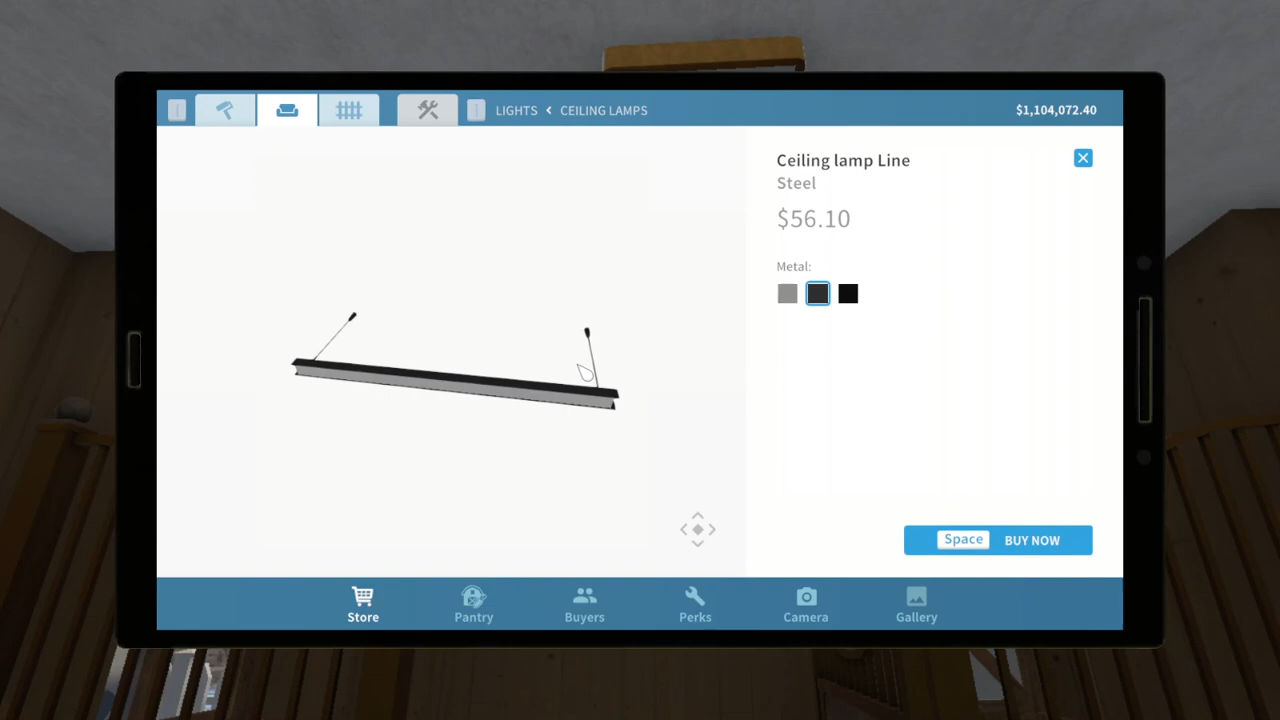 LIGHTS < CEILING LAMPS
$1,104,072.40
Ceiling lamp Line
Steel
$56.10
Metal:
Space BUY NOW
Store
Pantry
Buyers
Perks
Camera
Gallery